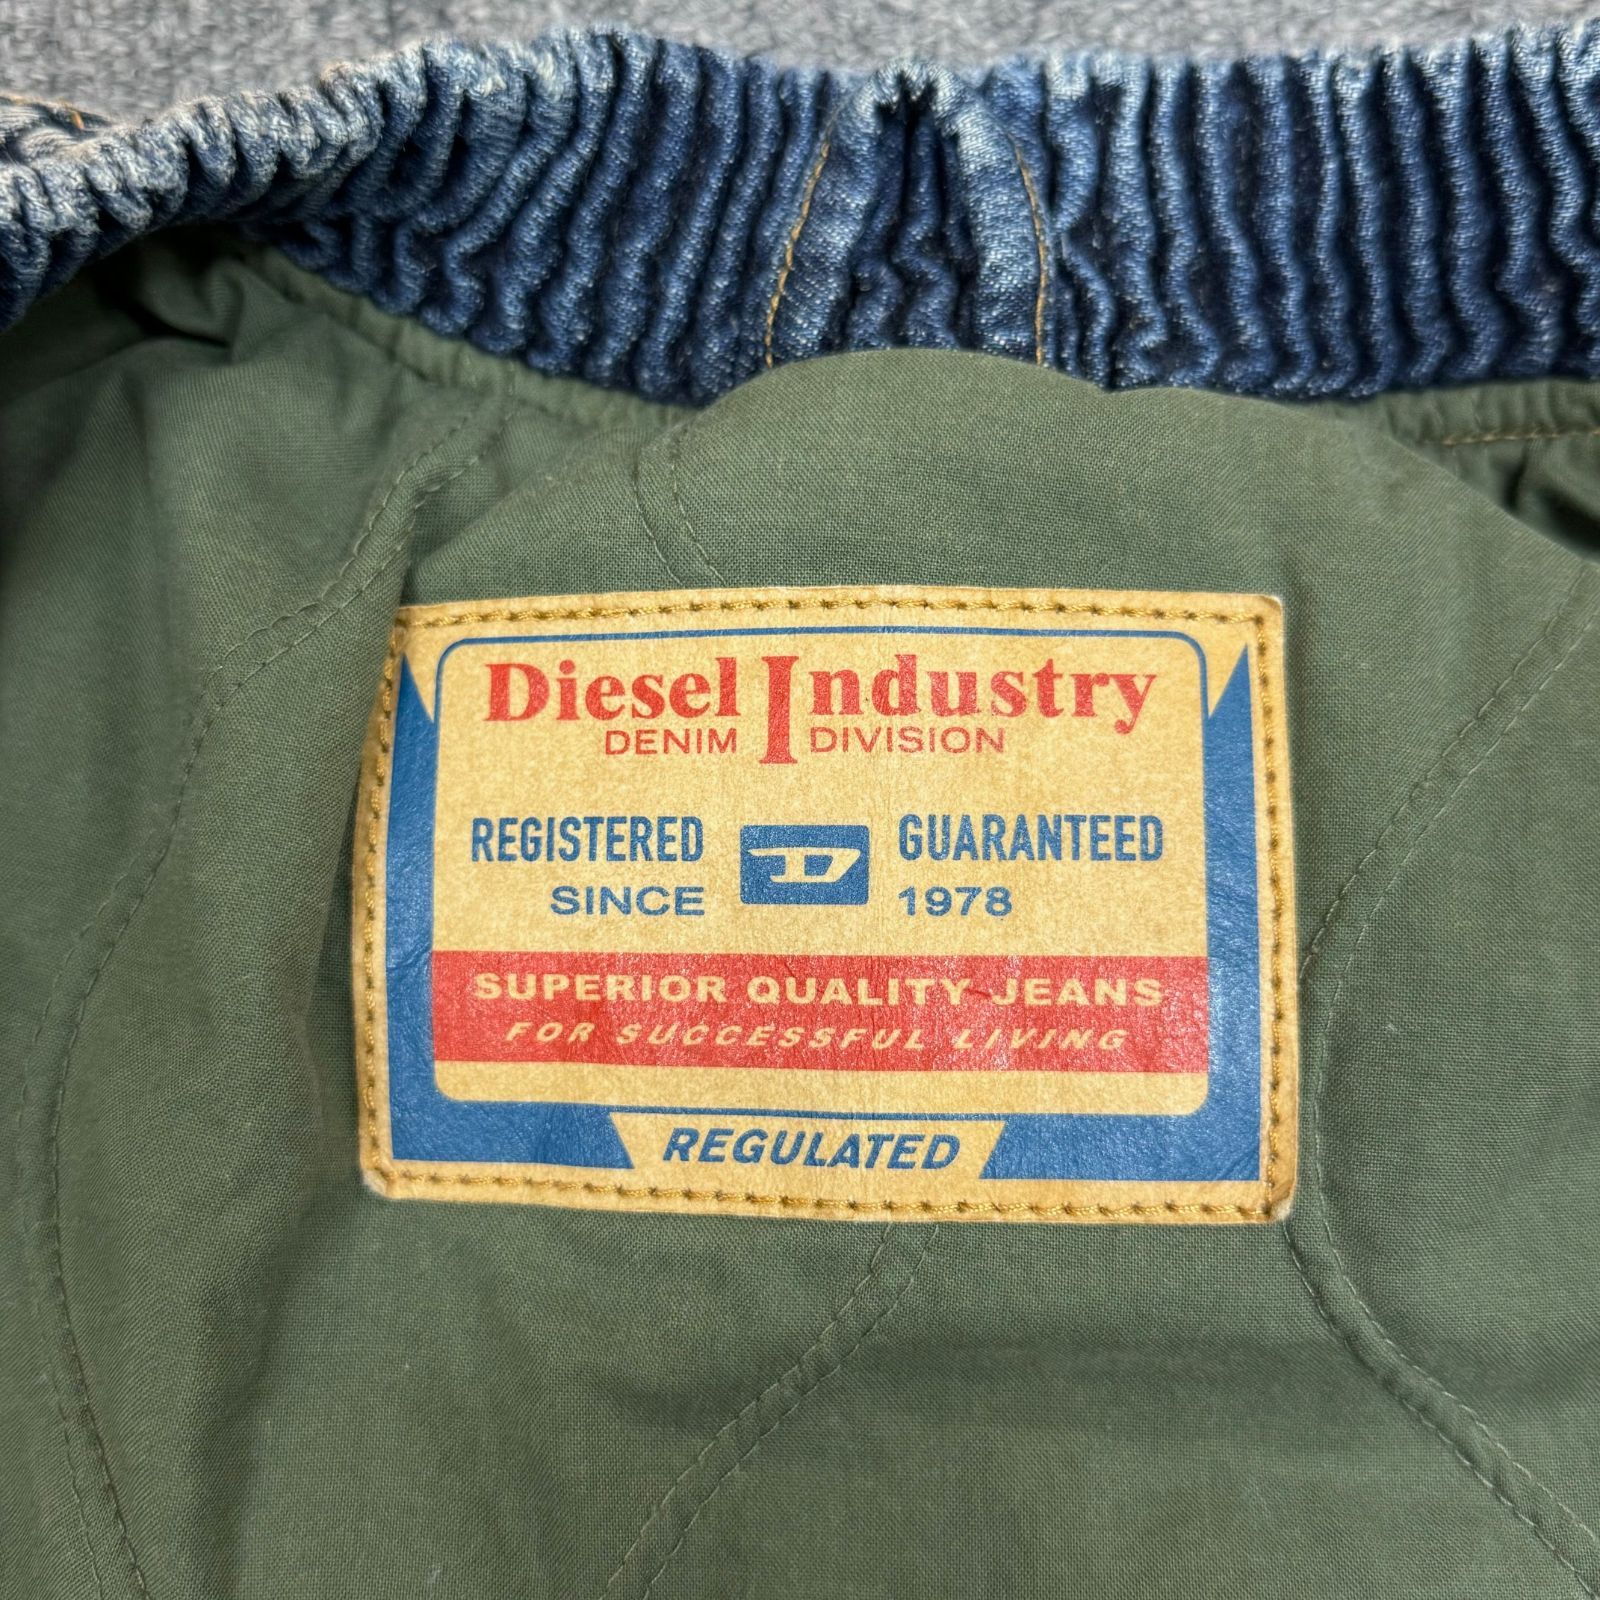 Diesel Industry
DENIM DIVISION
REGISTERED D GUARANTEED
SINCE 1978
SUPERIOR QUALITY JEANS
FOR SUCCESSFUL LIVING
REGULATED